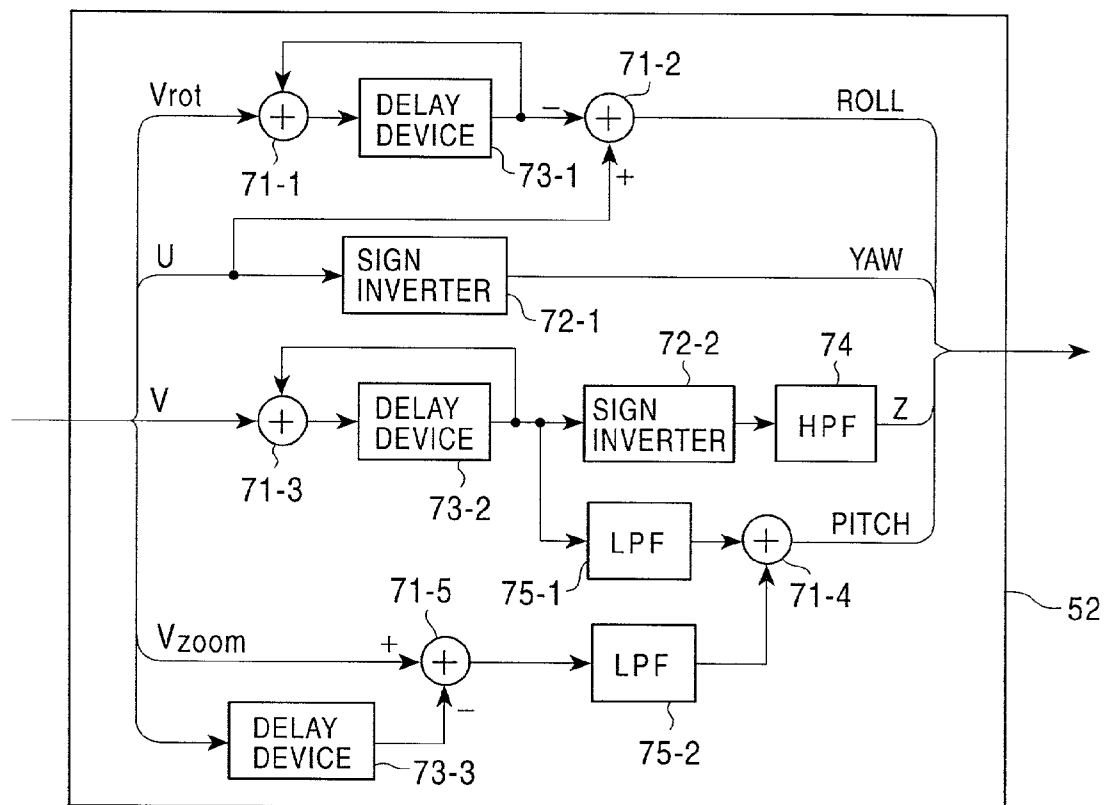 71-2
Vrot
+
DELAY
DEVICE
−
+
ROLL
71-1
73-1
+
U
SIGN
INVERTER
YAW
72-1
72-2
74
V
+
DELAY
DEVICE
SIGN
INVERTER
HPF
Z
71-3
73-2
LPF
+
PITCH
75-1
71-4
71-5
52
Vzoom
+
+
LPF
−
DELAY
DEVICE
73-3
75-2